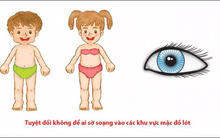 Tuyệt đối không để ai sờ soạng vào các khu vực mặc đồ lót